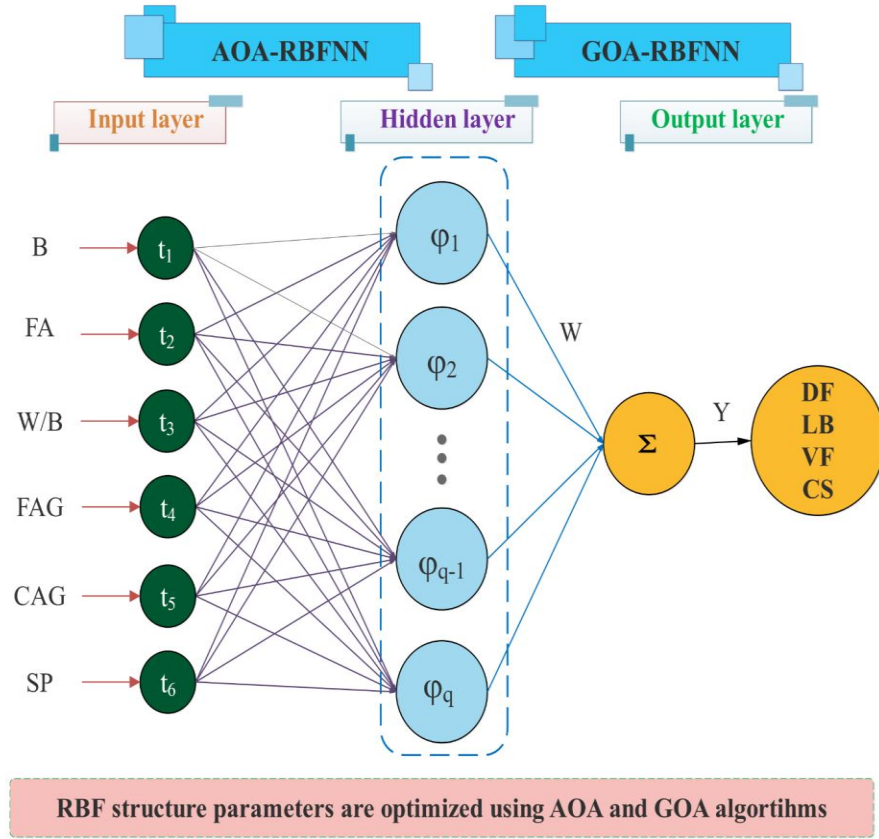 AOA-RBFNN
GOA-RBFNN
Input layer
Hidden layer
Output layer
B
FA
W/B
FAG
CAG
SP
t1
t2
t3
t4
t5
t6
φ1
φ2
φq-1
φq
W
Σ
Y
DF
LB
VF
CS
RBF structure parameters are optimized using AOA and GOA algortihms